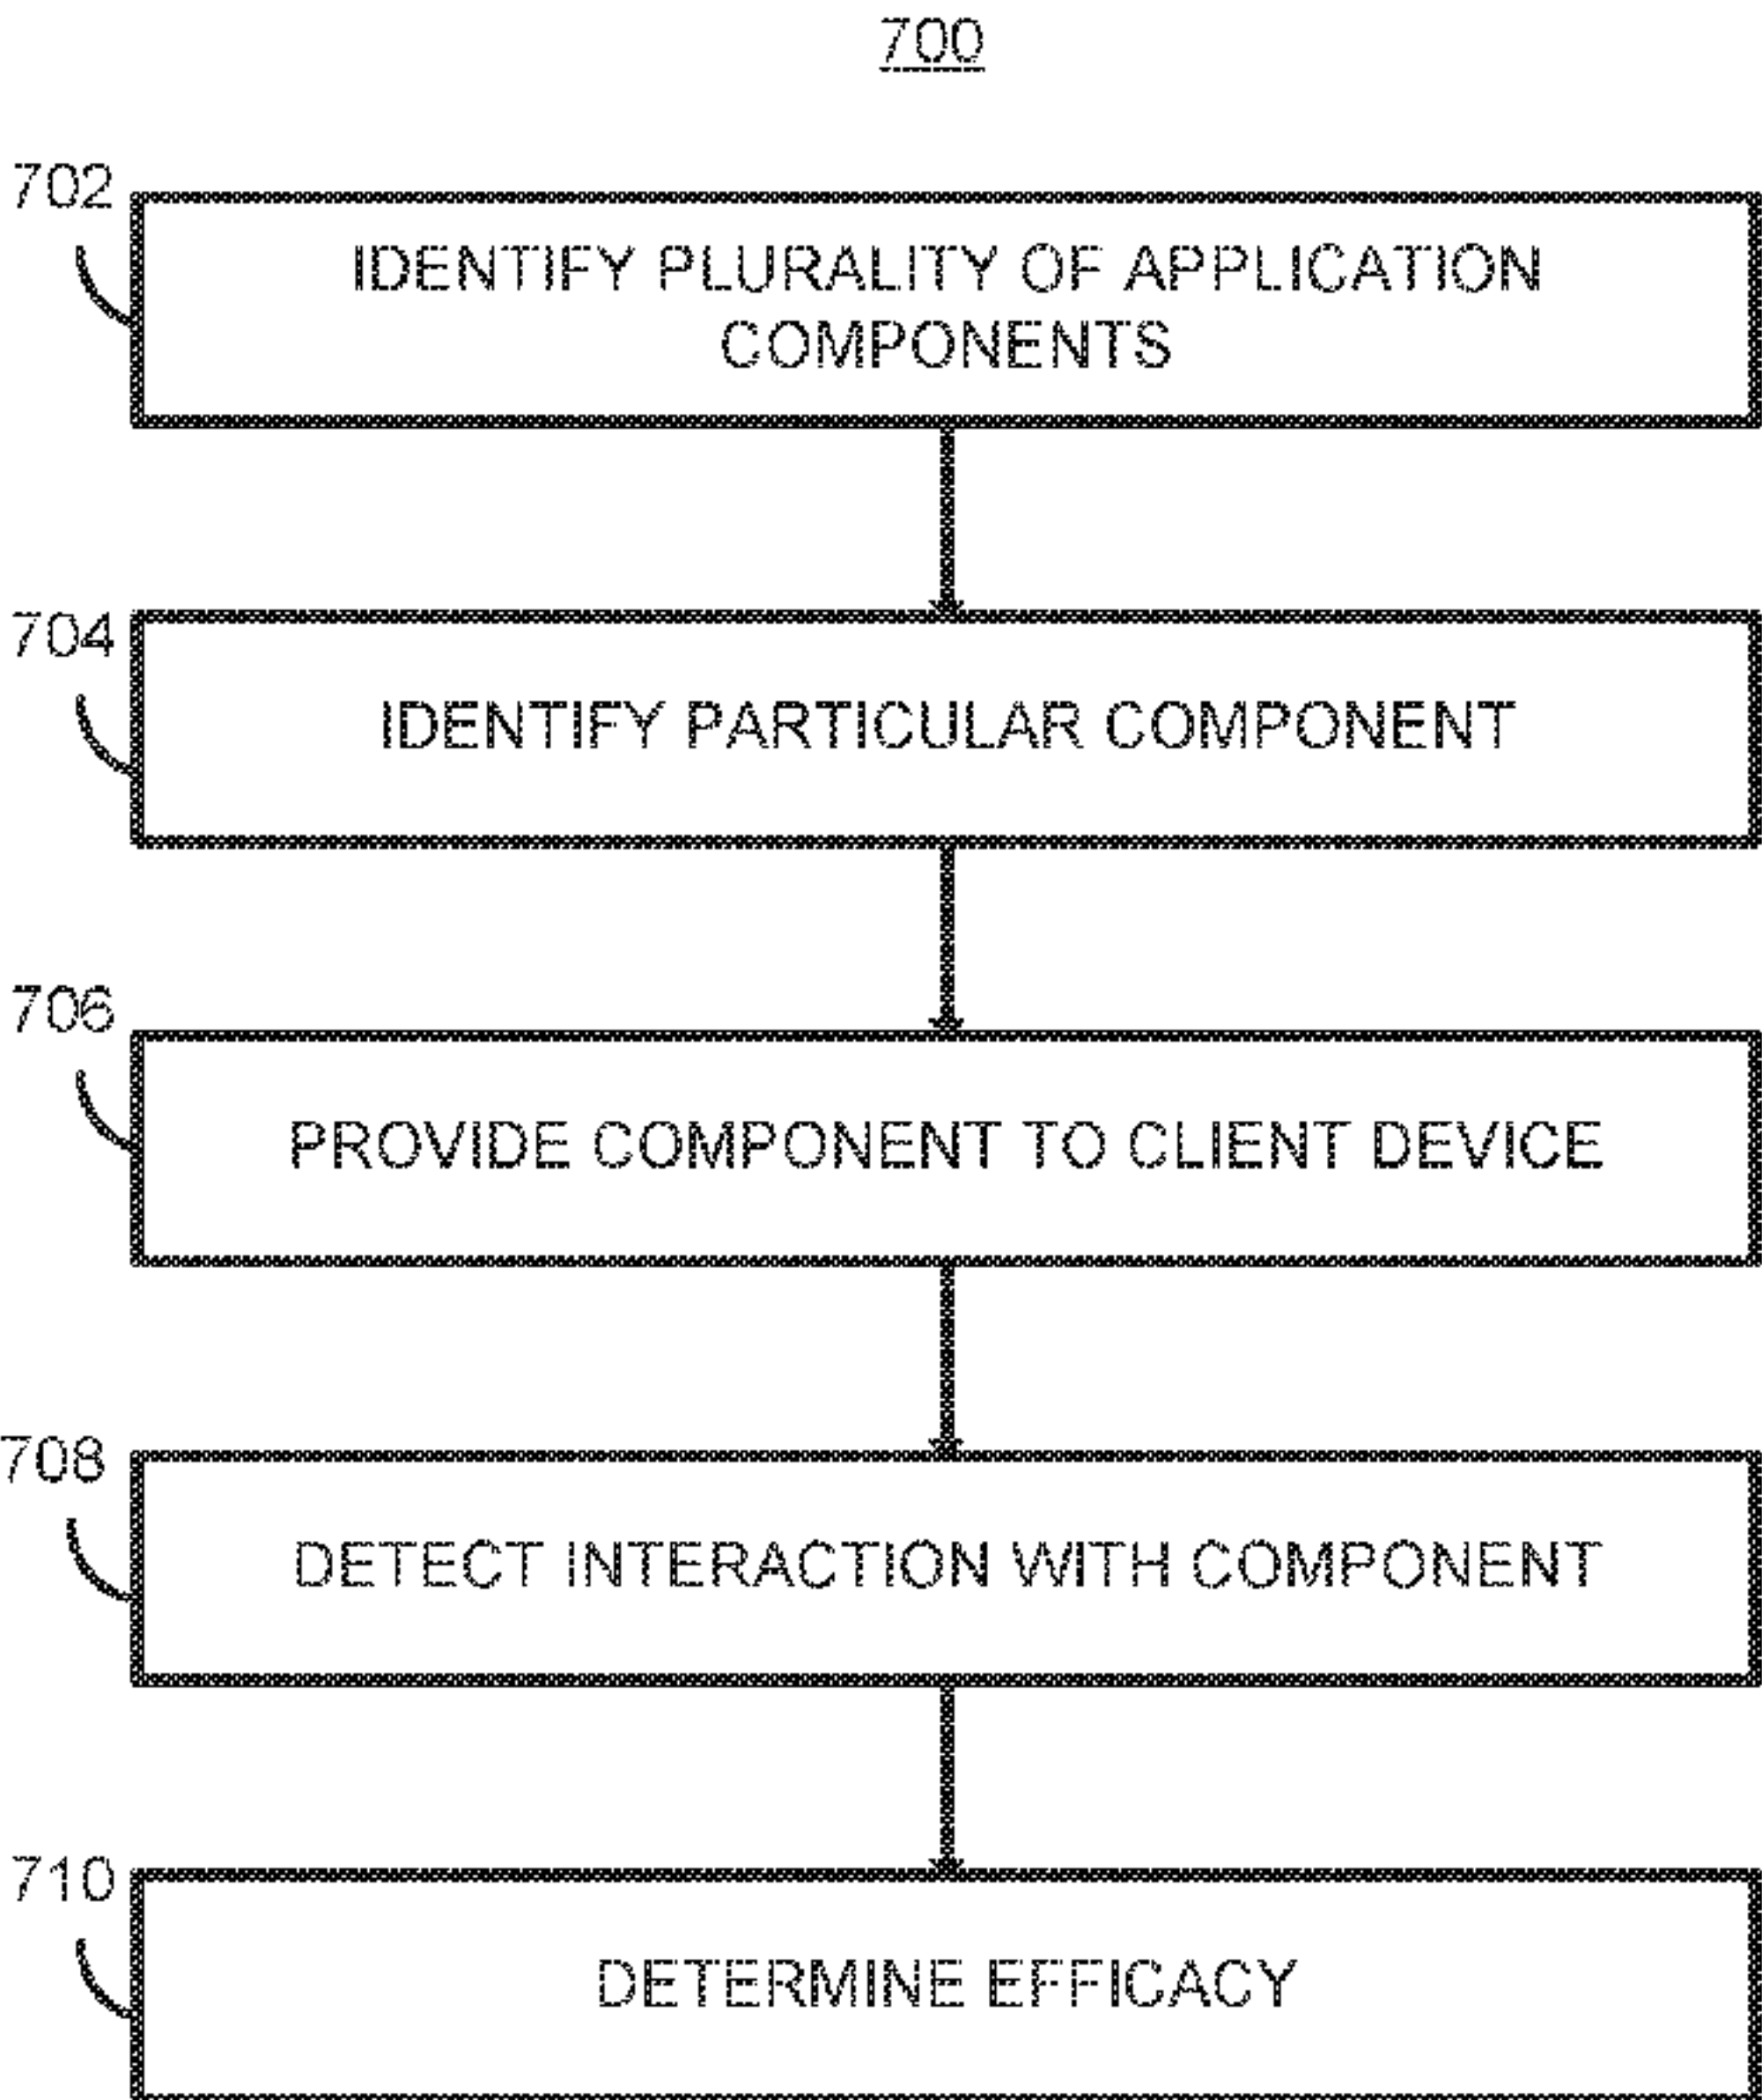 700
702
IDENTIFY PLURALITY OF APPLICATION
COMPONENTS
704
IDENTIFY PARTICULAR COMPONENT
706
PROVIDE COMPONENT TO CLIENT DEVICE
708
DETECT INTERACTION WITH COMPONENT
710
DETERMINE EFFICACY